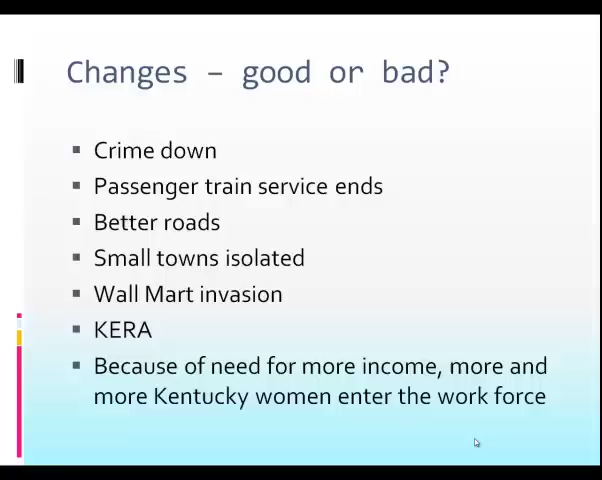 Changes – good or bad?
Crime down
Passenger train service ends
Better roads
Small towns isolated
Wall Mart invasion
KERA
Because of need for more income, more and
more Kentucky women enter the work force